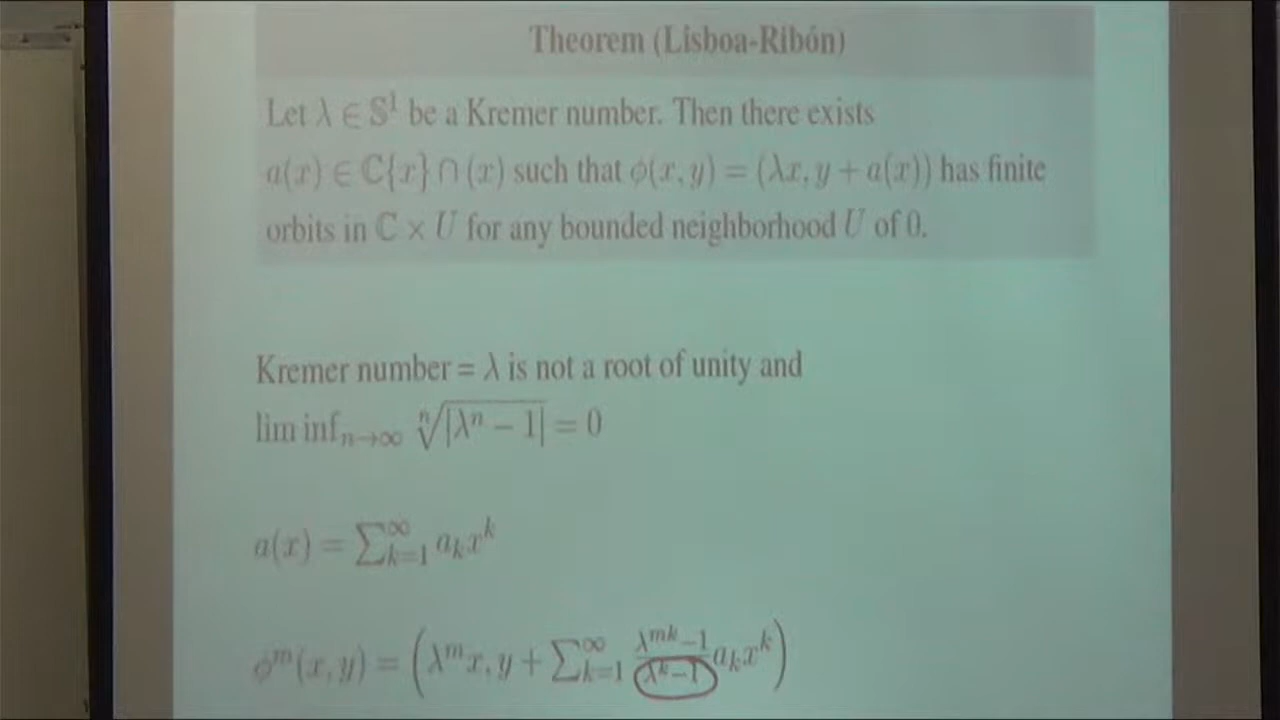 Theorem (Lisboa-Ribón)
Let λ ∈ 𝕊¹ be a Kremer number. Then there exists
a(x) ∈ ℂ{x} ∩ (x) such that ϕ(x, y) = (λx, y + a(x)) has finite
orbits in ℂ × U for any bounded neighborhood U of 0.
Kremer number = λ is not a root of unity and
lim inf_{n→∞} ⁿ√|λⁿ − 1| = 0
a(x) = ∑_{k=1}^{∞} a_k x^k
ϕ^m(x, y) = (λ^m x, y + ∑_{k=1}^{∞} \frac{λ^{mk}−1}{λ^k−1} a_k x^k)